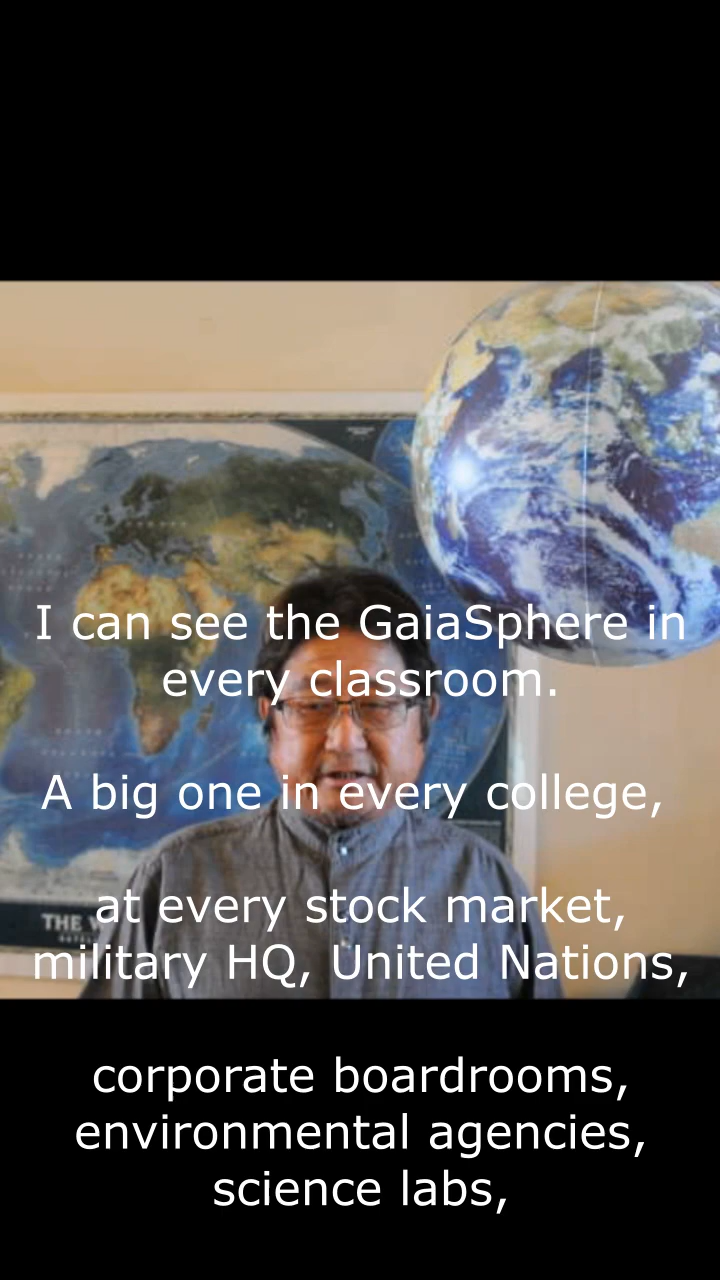 I can see the GaiaSphere in
every classroom.
A big one in every college,
at every stock market,
military HQ, United Nations,
corporate boardrooms,
environmental agencies,
science labs,
THE